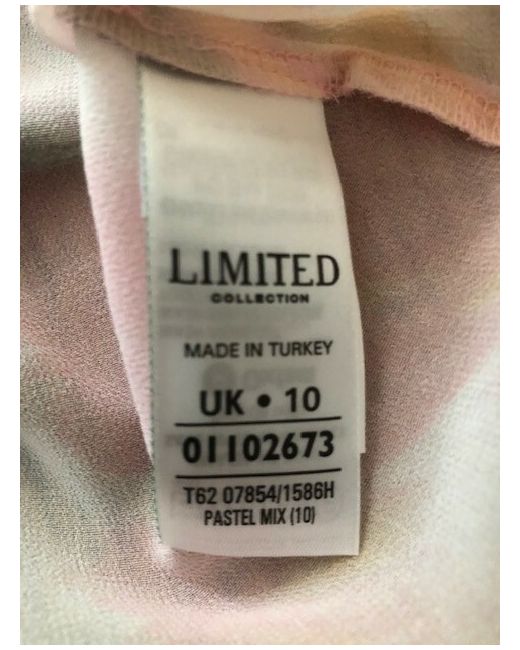 LIMITED
COLLECTION
MADE IN TURKEY
UK • 10
01102673
T62 07854/1586H
PASTEL MIX (10)